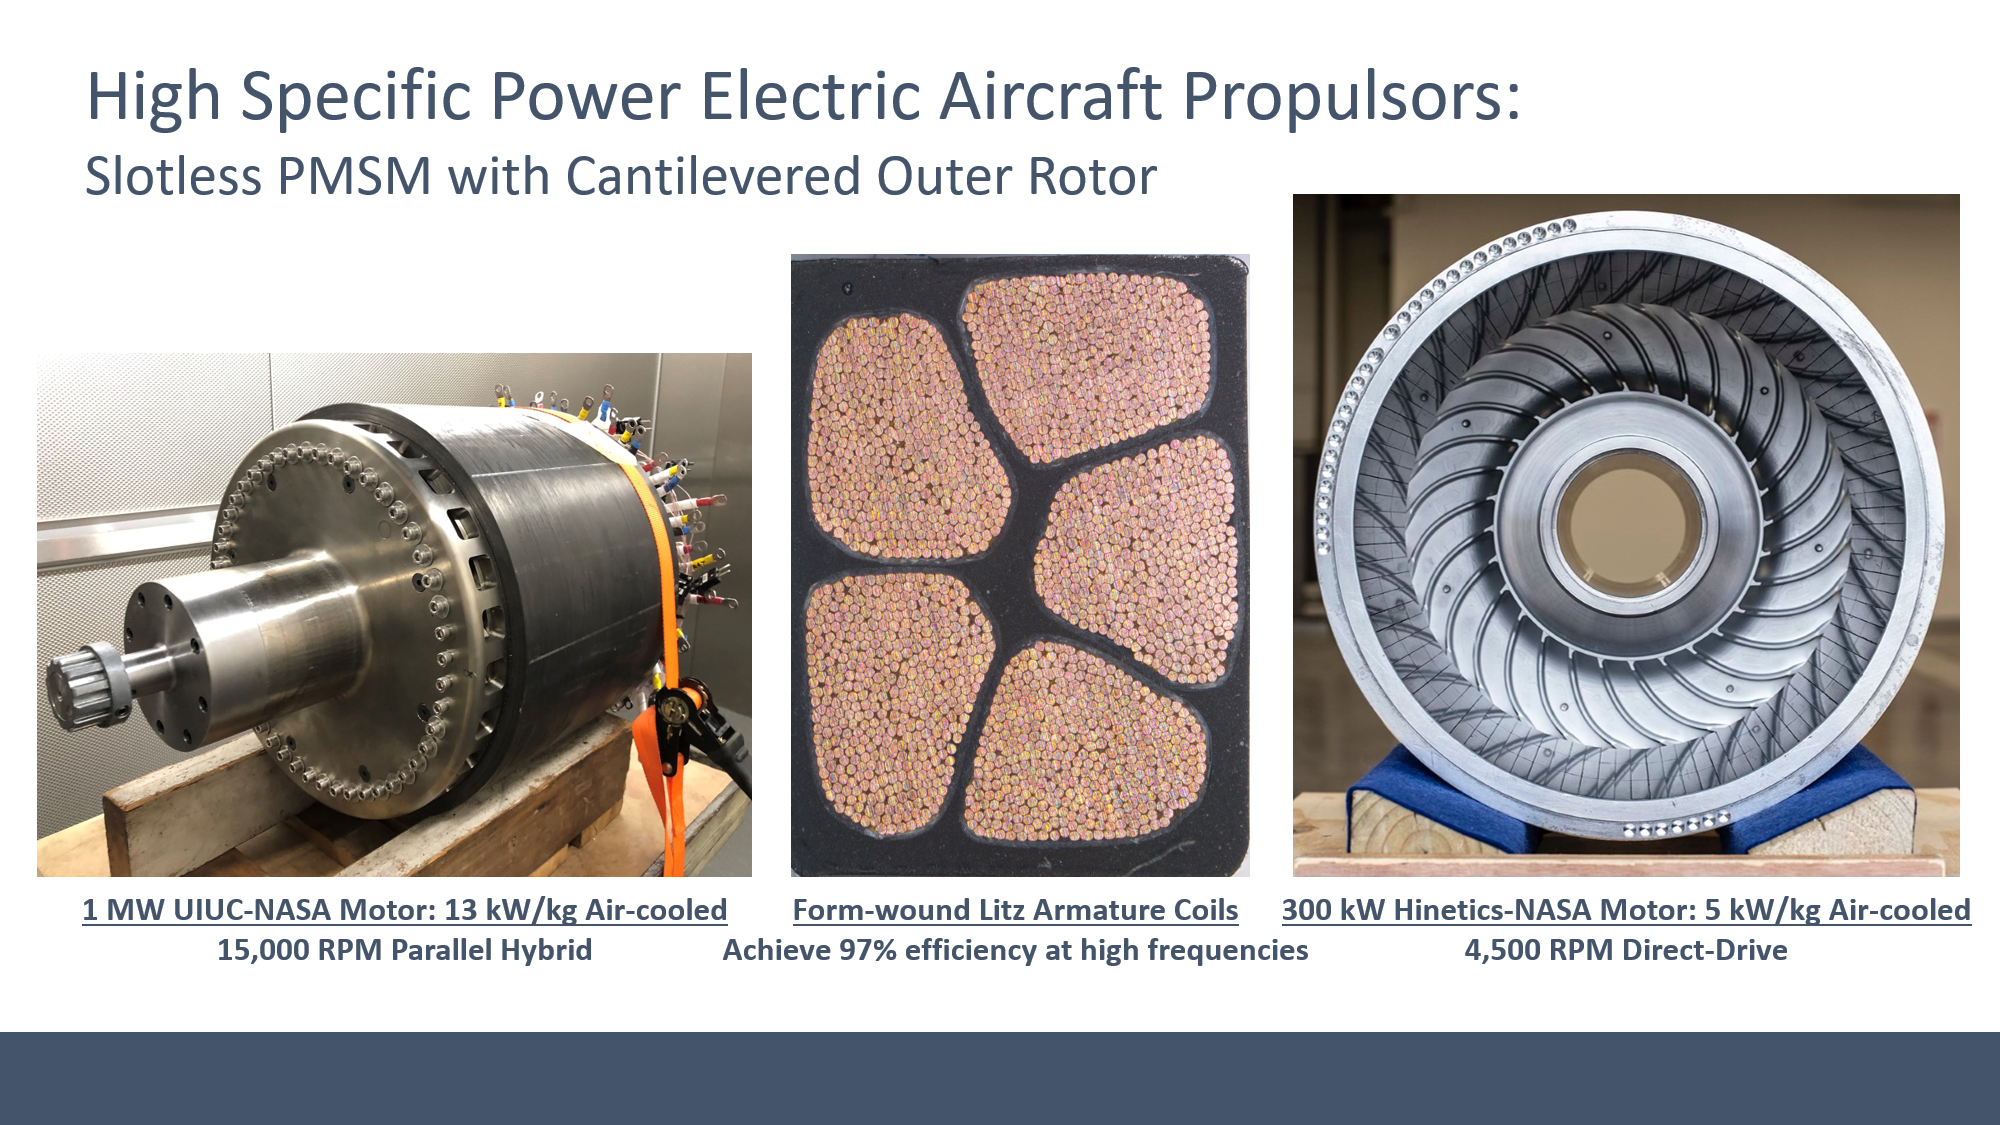 High Specific Power Electric Aircraft Propulsors:
Slotless PMSM with Cantilevered Outer Rotor
1 MW UIUC-NASA Motor: 13 kW/kg Air-cooled
15,000 RPM Parallel Hybrid
Form-wound Litz Armature Coils
Achieve 97% efficiency at high frequencies
300 kW Hinetics-NASA Motor: 5 kW/kg Air-cooled
4,500 RPM Direct-Drive